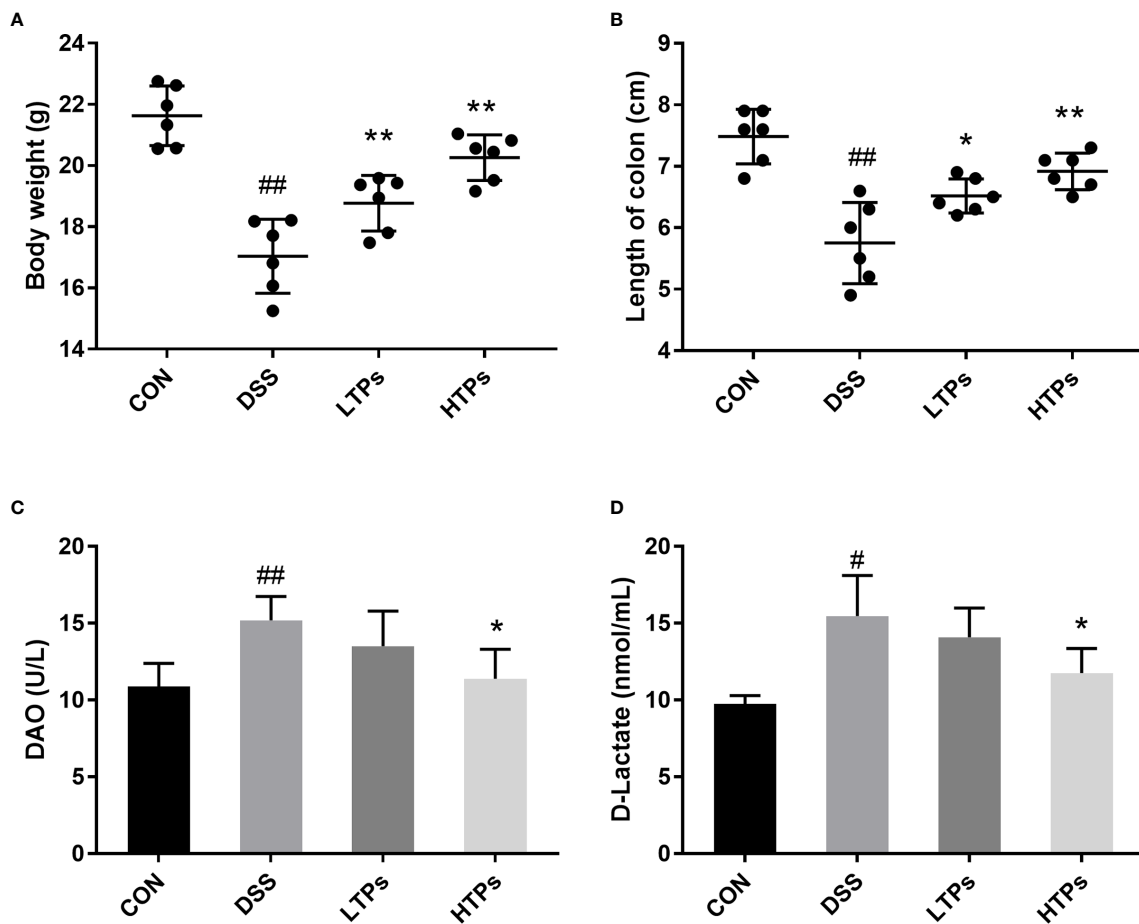 A
Body weight (g)
24
22
20
18
16
14
##
**
**
CON
DSS
LTPs
HTPs
B
Length of colon (cm)
9
8
7
6
5
4
##
*
**
CON
DSS
LTPs
HTPs
C
DAO (U/L)
20
15
10
5
0
##
*
CON
DSS
LTPs
HTPs
D
D-Lactate (nmol/mL)
20
15
10
5
0
#
*
CON
DSS
LTPs
HTPs